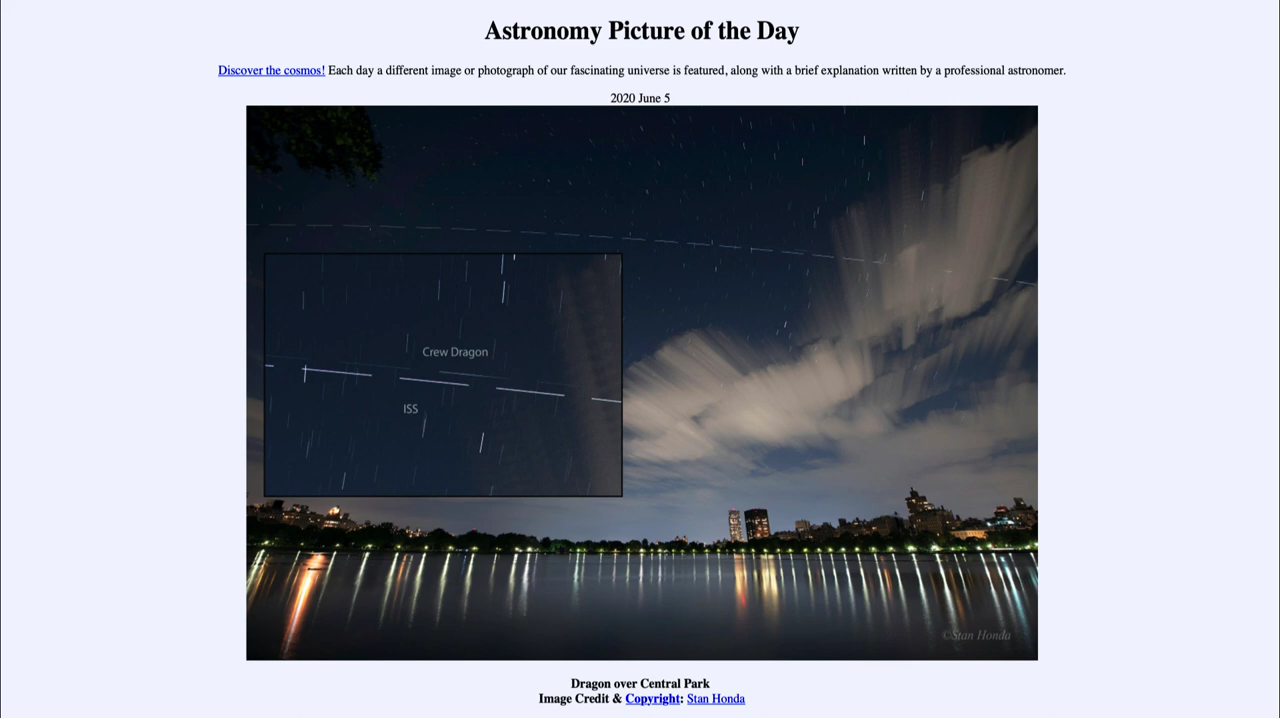 Astronomy Picture of the Day
Discover the cosmos! Each day a different image or photograph of our fascinating universe is featured, along with a brief explanation written by a professional astronomer.
2020 June 5
Crew Dragon
ISS
©Stan Honda
Dragon over Central Park
Image Credit & Copyright: Stan Honda